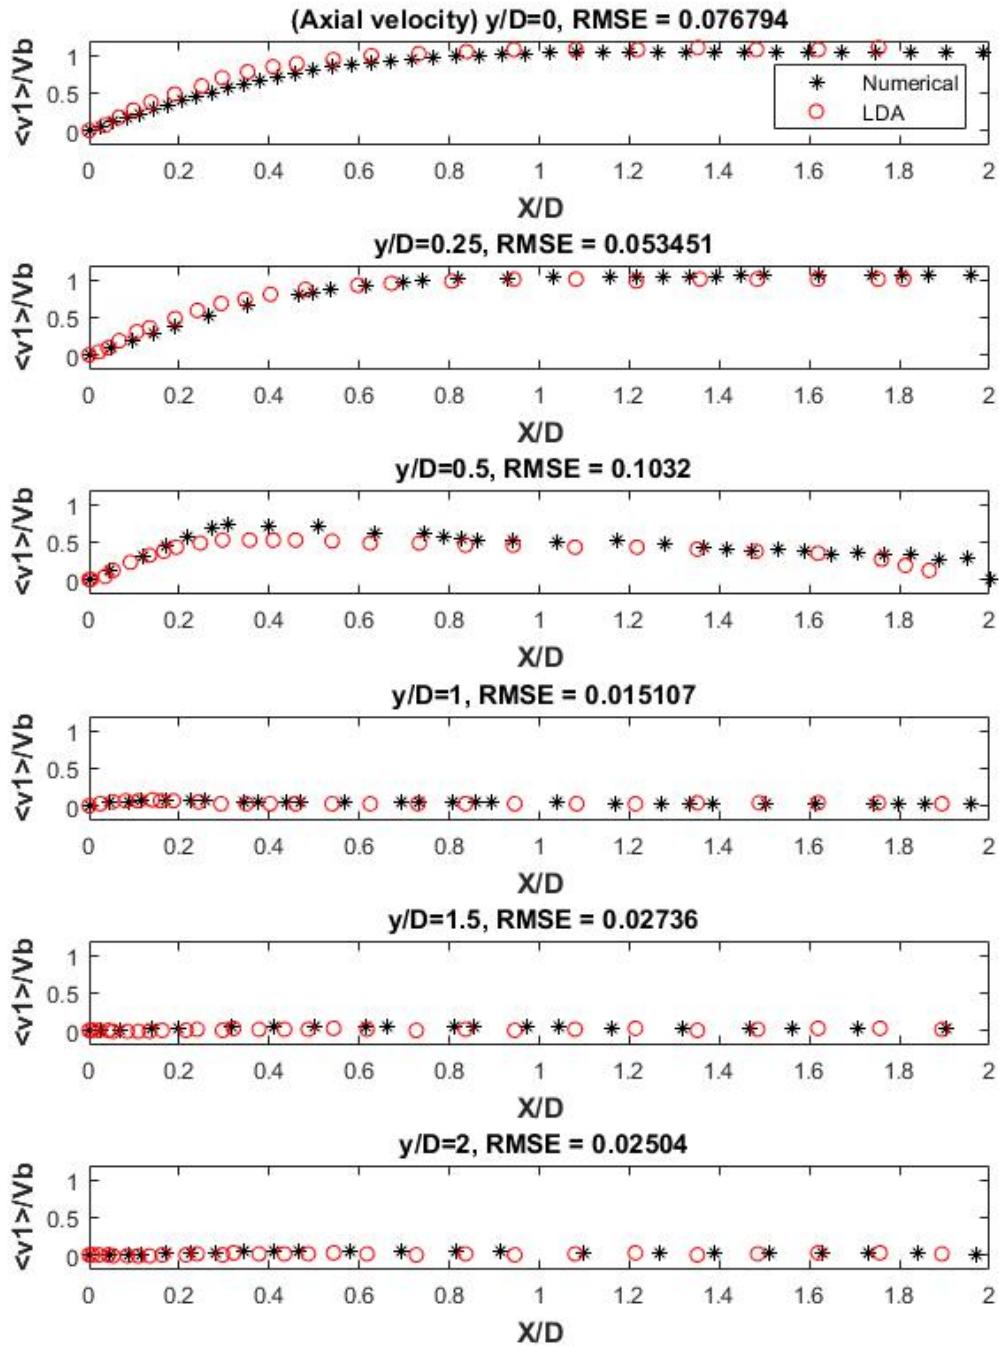 (Axial velocity) y/D=0, RMSE = 0.076794
<v1>/Vb
1
0.5
0
Numerical
LDA
0 0.2 0.4 0.6 0.8 1 1.2 1.4 1.6 1.8 2
X/D
y/D=0.25, RMSE = 0.053451
<v1>/Vb
1
0.5
0
0 0.2 0.4 0.6 0.8 1 1.2 1.4 1.6 1.8 2
X/D
y/D=0.5, RMSE = 0.1032
<v1>/Vb
1
0.5
0
0 0.2 0.4 0.6 0.8 1 1.2 1.4 1.6 1.8 2
X/D
y/D=1, RMSE = 0.015107
<v1>/Vb
1
0.5
0
0 0.2 0.4 0.6 0.8 1 1.2 1.4 1.6 1.8 2
X/D
y/D=1.5, RMSE = 0.02736
<v1>/Vb
1
0.5
0
0 0.2 0.4 0.6 0.8 1 1.2 1.4 1.6 1.8 2
X/D
y/D=2, RMSE = 0.02504
<v1>/Vb
1
0.5
0
0 0.2 0.4 0.6 0.8 1 1.2 1.4 1.6 1.8 2
X/D